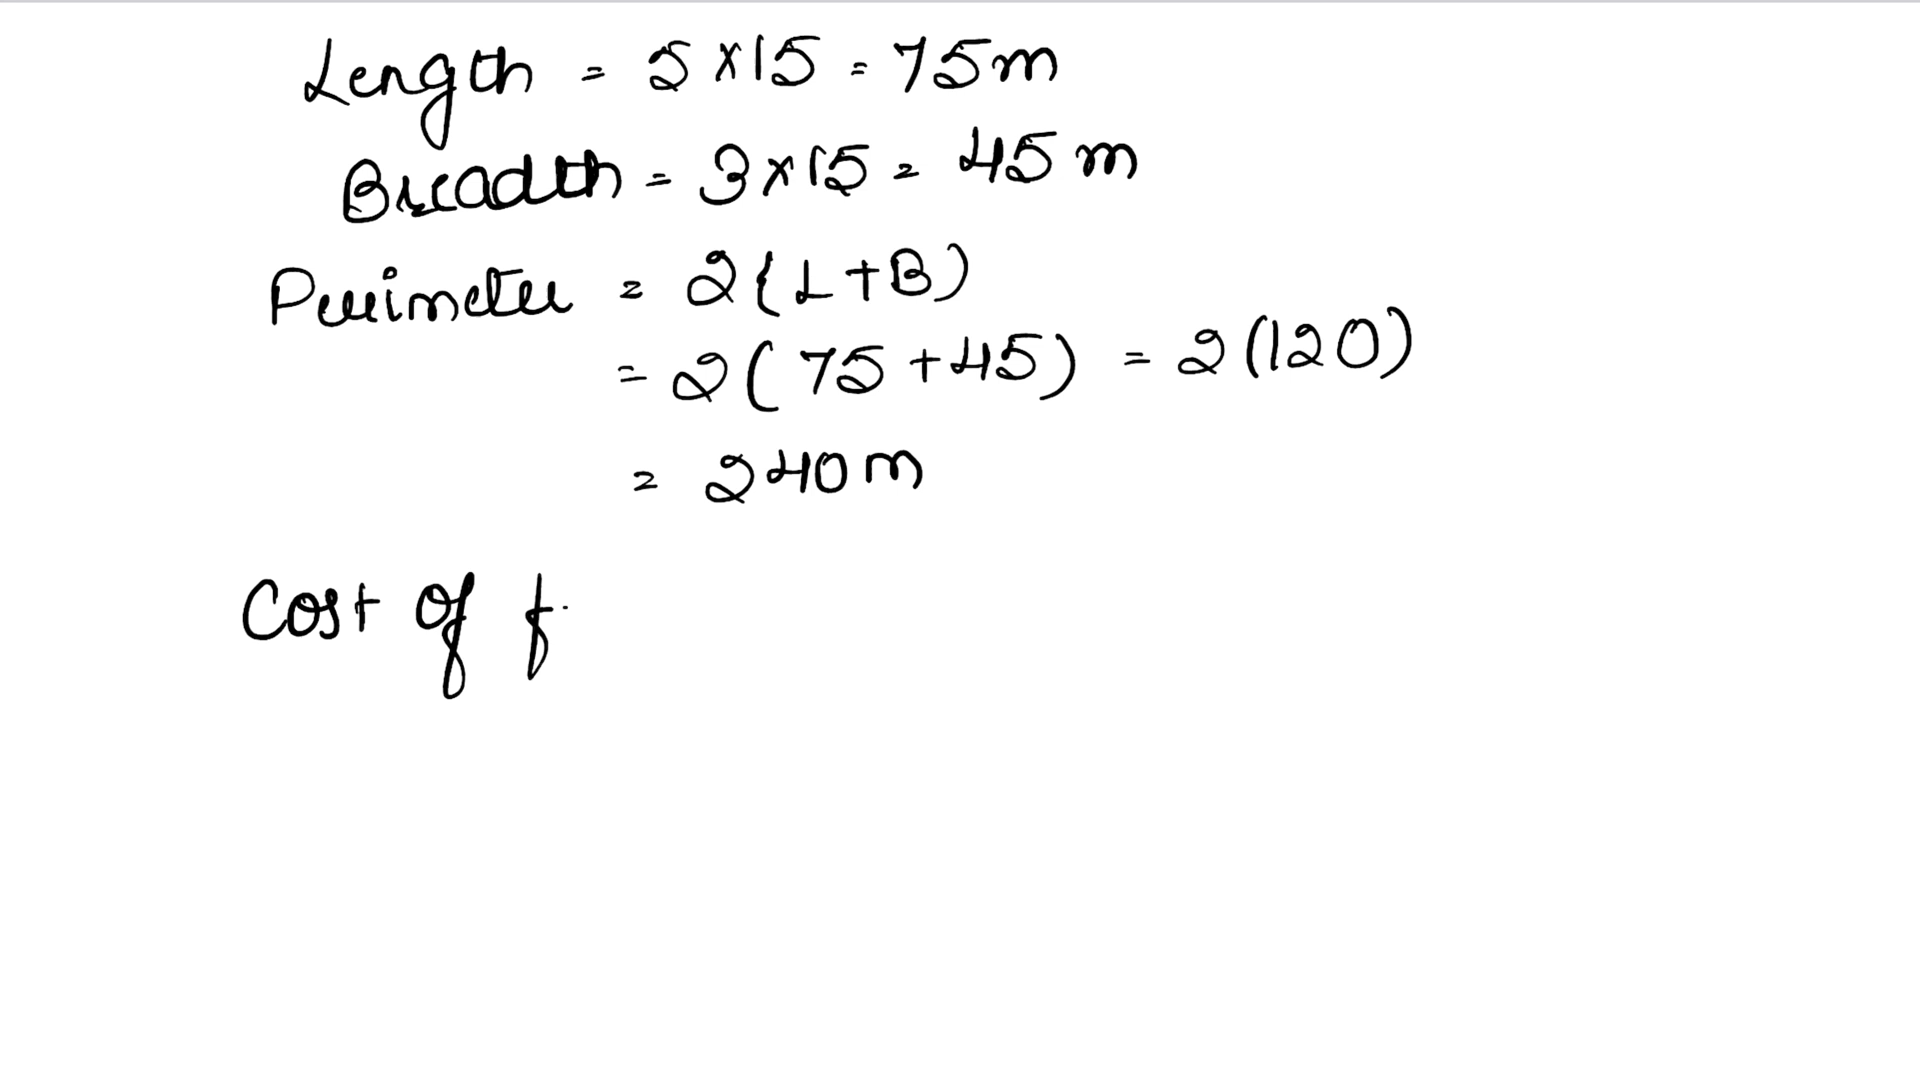 Length = 5 x 15 = 75m
Breadth = 3 x 15 = 45 m
Perimeter = 2{L+B)
= 2(75+45) = 2(120)
= 240m
Cost of f